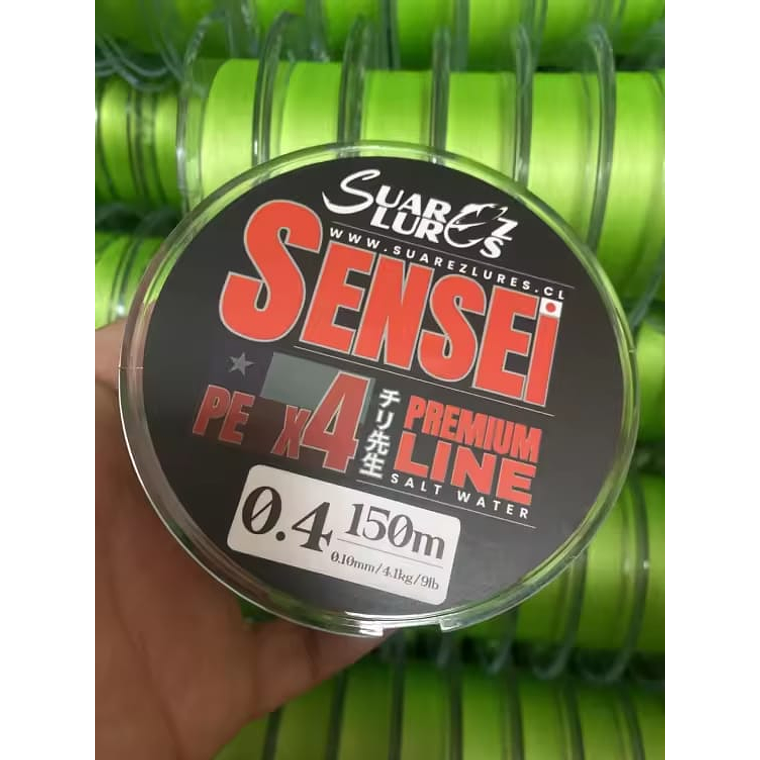 SUAREZ
LURES
WWW.SUAREZLURES.CL
SENSEi
PE X4
チリ先生
PREMIUM
LINE
SALT WATER
0.4
150m
0.10mm/4.1kg/9lb